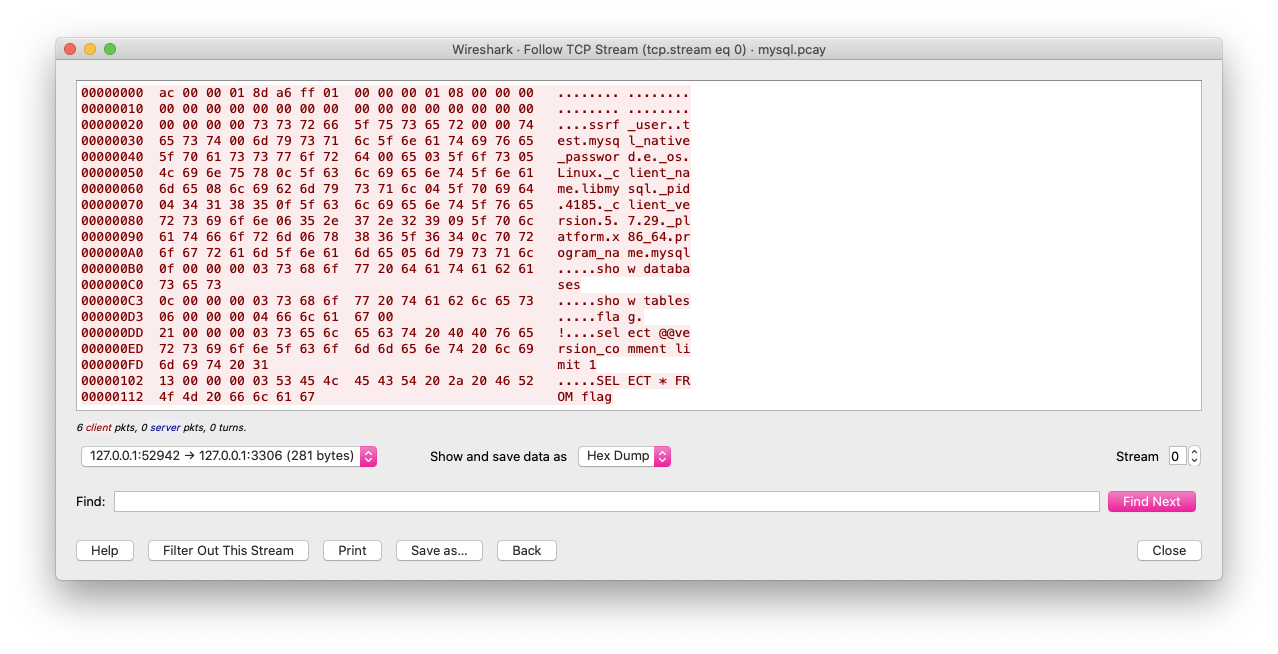 Wireshark · Follow TCP Stream (tcp.stream eq 0) · mysql.pcay
00000000  ac 00 00 01 8d a6 ff 01  00 00 00 01 08 00 00 00   ........ ........
00000010  00 00 00 00 00 00 00 00  00 00 00 00 00 00 00 00   ........ ........
00000020  00 00 00 00 73 73 72 66  5f 75 73 65 72 00 00 74   ....ssrf _user..t
00000030  65 73 74 00 6d 79 73 71  6c 5f 6e 61 74 69 76 65   est.mysq l_native
00000040  5f 70 61 73 73 77 6f 72  64 00 65 03 5f 6f 73 05   _passwor d.e._os.
00000050  4c 69 6e 75 78 0c 5f 63  6c 69 65 6e 74 5f 6e 61   Linux._c lient_na
00000060  6d 65 08 6c 69 62 6d 79  73 71 6c 04 5f 70 69 64   me.libmy sql._pid
00000070  04 34 31 38 35 0f 5f 63  6c 69 65 6e 74 5f 76 65   .4185._c lient_ve
00000080  72 73 69 6f 6e 06 35 2e  37 2e 32 39 09 5f 70 6c   rsion.5. 7.29._pl
00000090  61 74 66 6f 72 6d 06 78  38 36 5f 36 34 0c 70 72   atform.x 86_64.pr
000000A0  6f 67 72 61 6d 5f 6e 61  6d 65 05 6d 79 73 71 6c   ogram_na me.mysql
000000B0  0f 00 00 00 03 73 68 6f  77 20 64 61 74 61 62 61   .....sho w databa
000000C0  73 65 73   ses
000000C3  0c 00 00 00 03 73 68 6f  77 20 74 61 62 6c 65 73   .....sho w tables
000000D3  06 00 00 00 04 66 6c 61  67 00   .....fla g.
000000DD  21 00 00 00 03 73 65 6c  65 63 74 20 40 40 76 65   !....sel ect @@ve
000000ED  72 73 69 6f 6e 5f 63 6f  6d 6d 65 6e 74 20 6c 69   rsion_co mment li
000000FD  6d 69 74 20 31   mit 1
00000102  13 00 00 00 03 53 45 4c  45 43 54 20 2a 20 46 52   .....SEL ECT * FR
00000112  4f 4d 20 66 6c 61 67   OM flag
6 client pkts, 0 server pkts, 0 turns.
127.0.0.1:52942 → 127.0.0.1:3306 (281 bytes) Show and save data as Hex Dump Stream 0
Find: Find Next
Help Filter Out This Stream Print Save as... Back Close